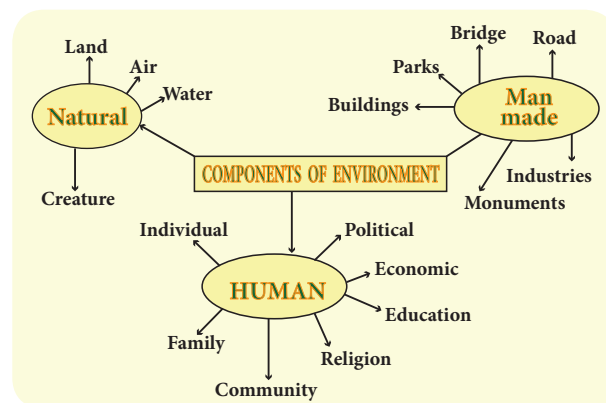 Land
Air
Water
Natural
Creature
Bridge
Road
Parks
Buildings
Man
made
Industries
Monuments
COMPONENTS OF ENVIRONMENT
Individual
Political
Economic
HUMAN
Education
Family
Religion
Community